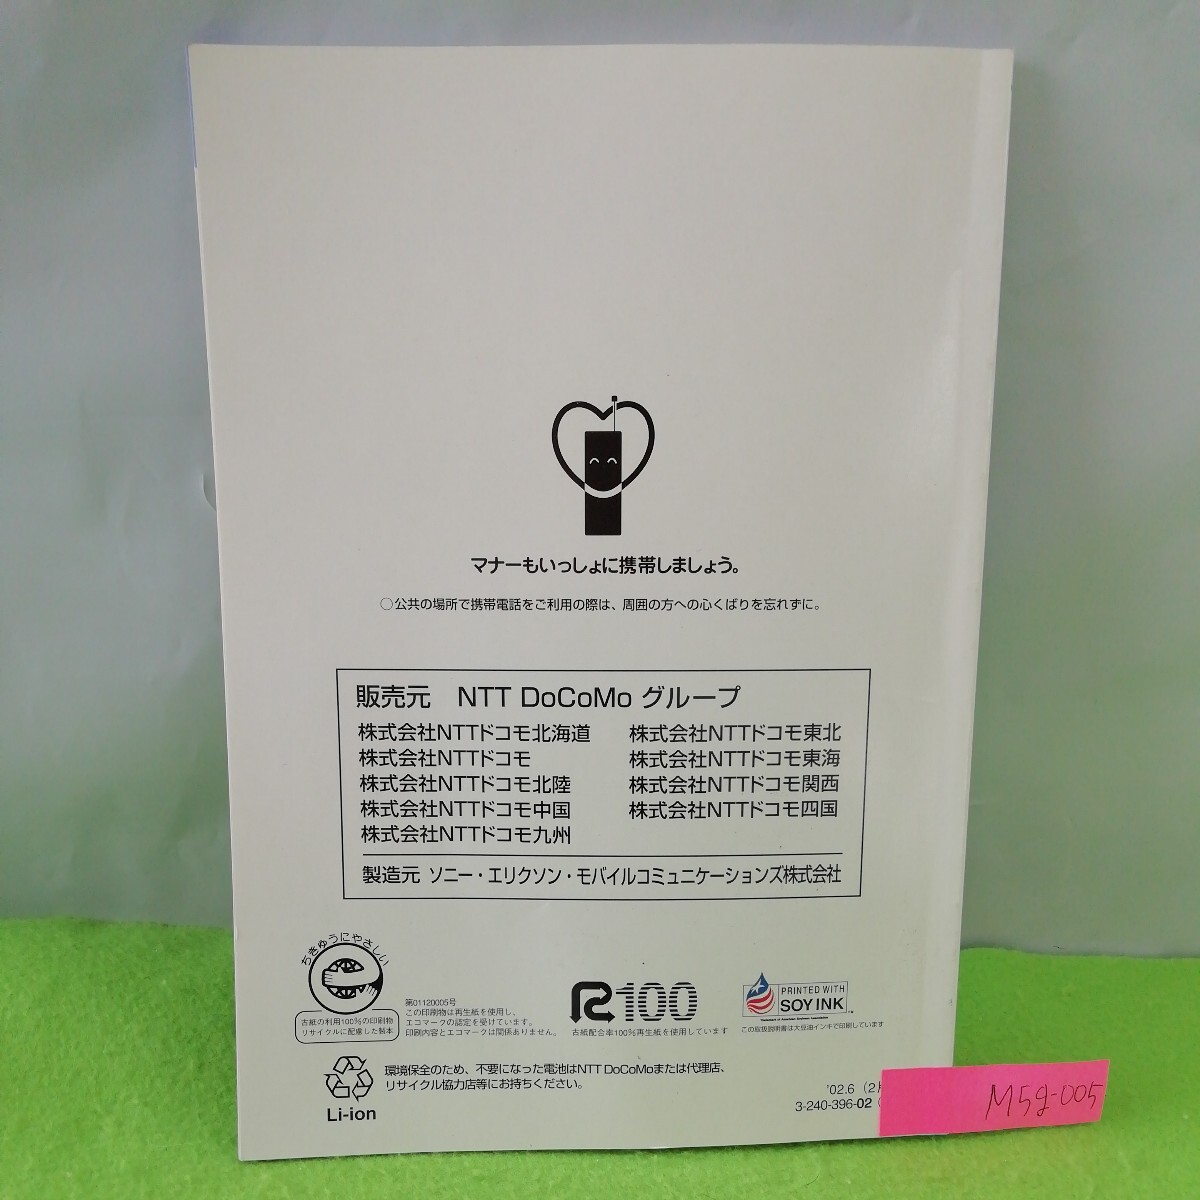 マナーもいっしょに携帯しましょう。
○公共の場所で携帯電話をご利用の際は、周囲の方への心くばりを忘れずに。
販売元 NTT DoCoMo グループ
株式会社NTTドコモ北海道 株式会社NTTドコモ東北
株式会社NTTドコモ 株式会社NTTドコモ東海
株式会社NTTドコモ北陸 株式会社NTTドコモ関西
株式会社NTTドコモ中国 株式会社NTTドコモ四国
株式会社NTTドコモ九州
製造元 ソニー・エリクソン・モバイルコミュニケーションズ株式会社
ちきゅうにやさしい
古紙の利用100%の印刷物
リサイクルに配慮した製本
第01120005号
この印刷物は再生紙を使用し、
エコマークの認定を受けています。
印刷内容とエコマークは関係ありません。
R100
古紙配合率100%再生紙を使用しています
PRINTED WITH
SOY INK
この取扱説明書は大豆油インキで印刷しています
環境保全のため、不要になった電池はNTT DoCoMoまたは代理店、
リサイクル協力店等にお持ちください。
Li-ion
'02.6（2
3-240-396-02
M5g-005